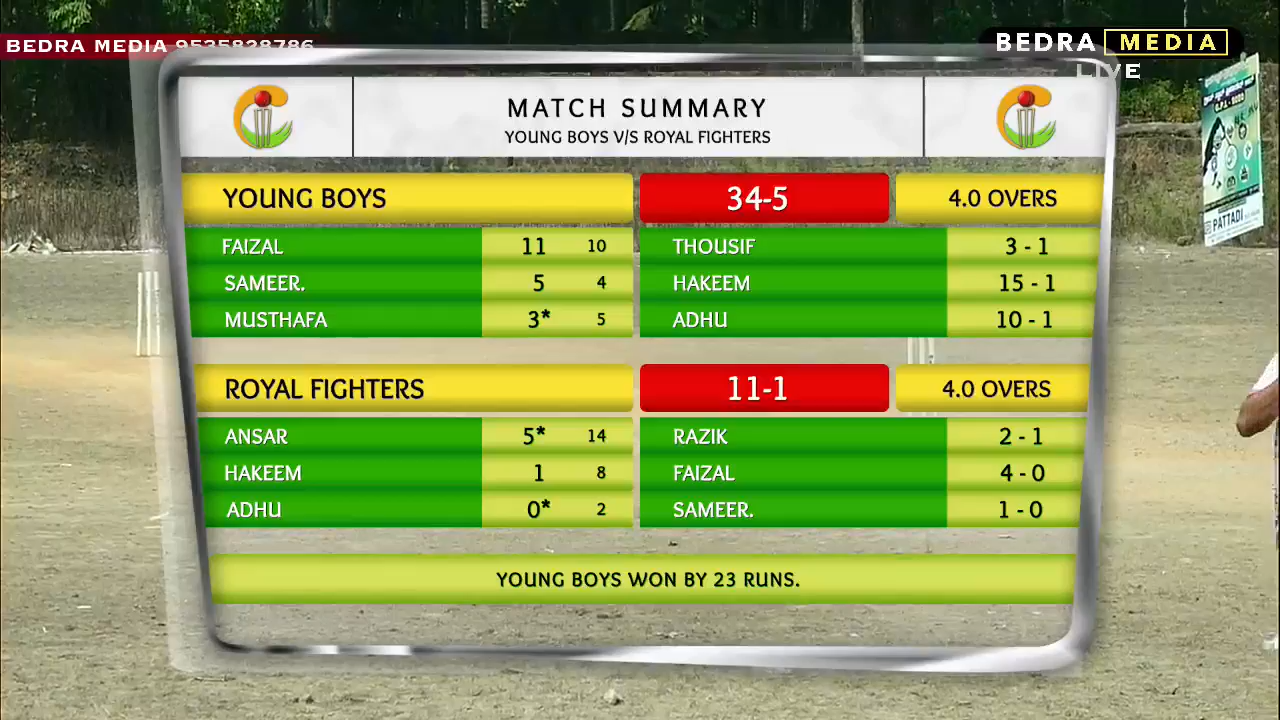 BEDRA MEDIA 9535828786
BEDRA MEDIA
LIVE
MATCH SUMMARY
YOUNG BOYS V/S ROYAL FIGHTERS
YOUNG BOYS 34-5 4.0 OVERS
FAIZAL 11 10 THOUSIF 3 - 1
SAMEER. 5 4 HAKEEM 15 - 1
MUSTHAFA 3* 5 ADHU 10 - 1
ROYAL FIGHTERS 11-1 4.0 OVERS
ANSAR 5* 14 RAZIK 2 - 1
HAKEEM 1 8 FAIZAL 4 - 0
ADHU 0* 2 SAMEER. 1 - 0
YOUNG BOYS WON BY 23 RUNS.
PATTADI